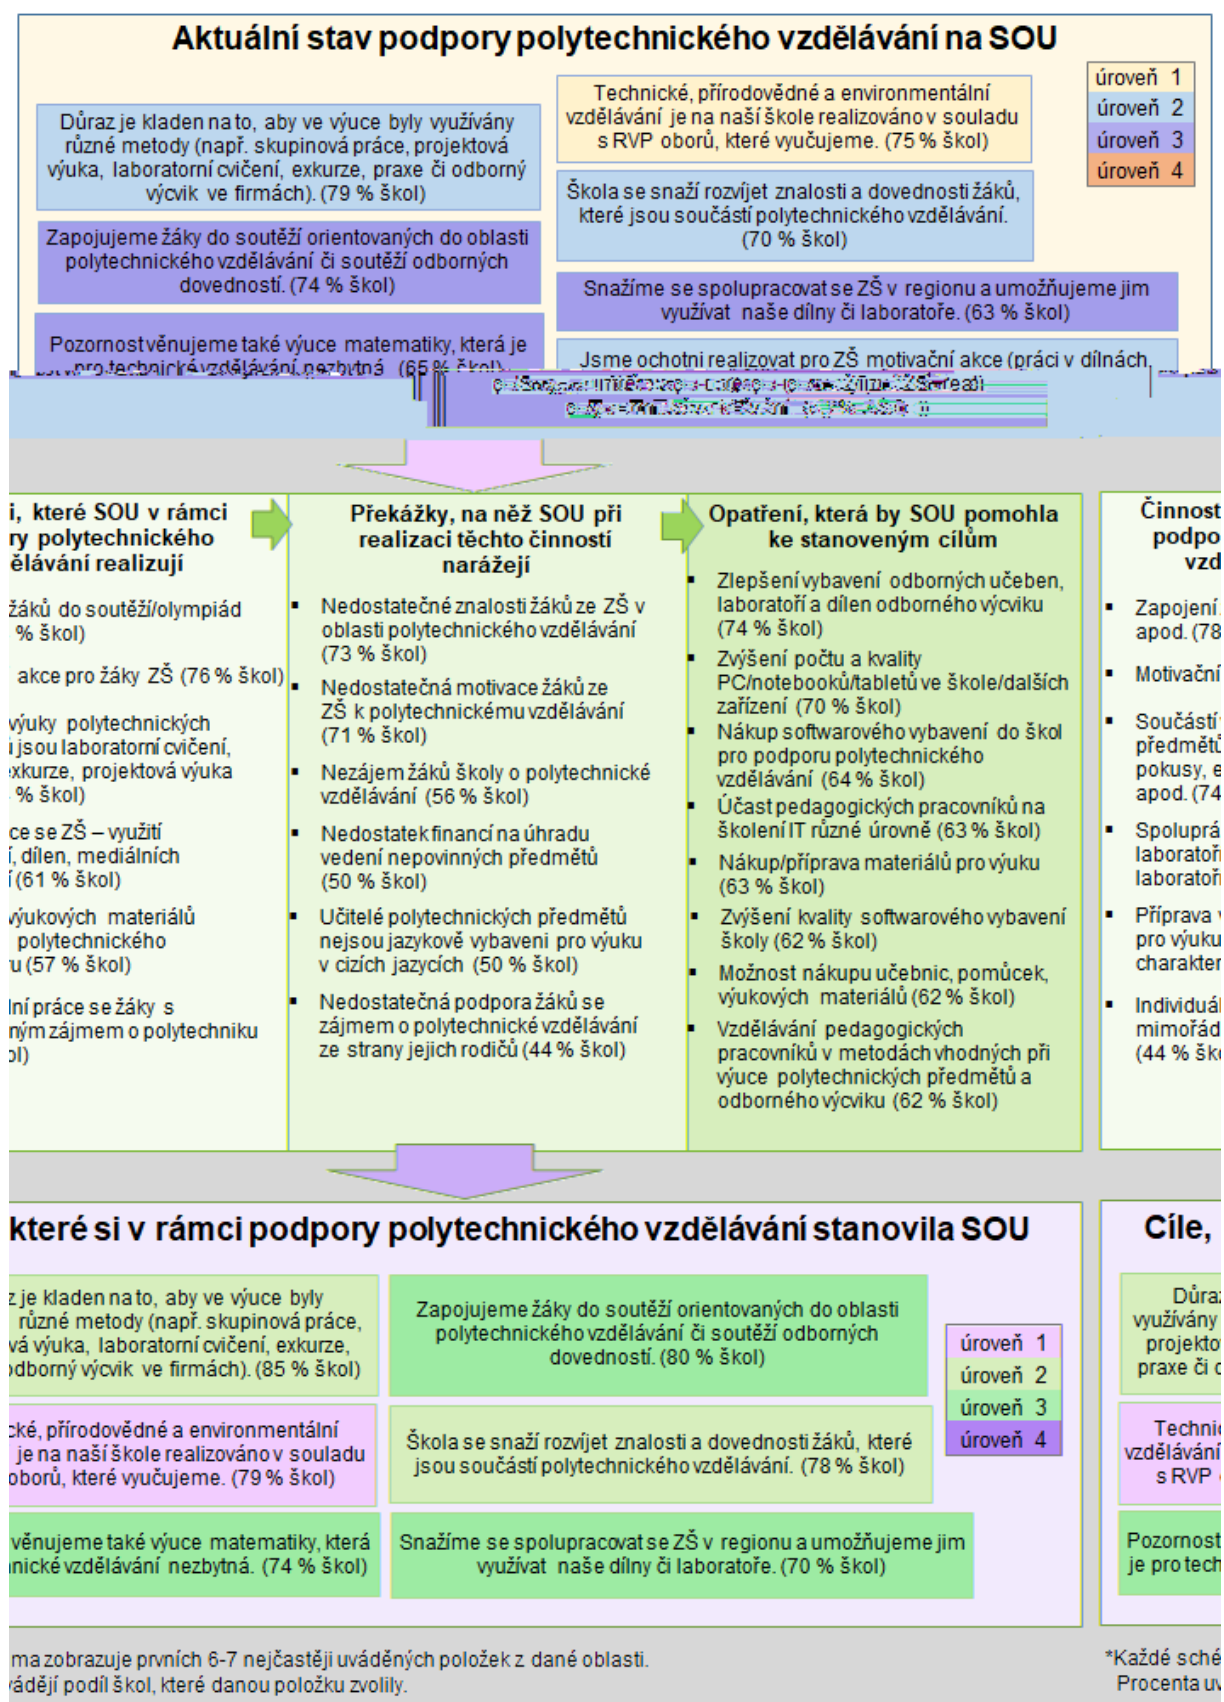 Aktuální stav podpory polytechnického vzdělávání na SOU
úroveň 1
úroveň 2
úroveň 3
úroveň 4
Důraz je kladen na to, aby ve výuce byly využívány
různé metody (např. skupinová práce, projektová
výuka, laboratorní cvičení, exkurze, praxe či odborný
výcvik ve firmách). (79 % škol)
Zapojujeme žáky do soutěží orientovaných do oblasti
polytechnického vzdělávání či soutěží odborných
dovedností. (74 % škol)
Pozornost věnujeme také výuce matematiky, která je
pro technické vzdělávání nezbytná (65 % škol).
Technické, přírodovědné a environmentální
vzdělávání je na naší škole realizováno v souladu
s RVP oborů, které vyučujeme. (75 % škol)
Škola se snaží rozvíjet znalosti a dovednosti žáků,
které jsou součástí polytechnického vzdělávání.
(70 % škol)
Snažíme se spolupracovat se ZŠ v regionu a umožňujeme jim
využívat naše dílny či laboratoře. (63 % škol)
Jsme ochotni realizovat pro ZŠ motivační akce (práci v dílnách,
i, které SOU v rámci
ry polytechnického
ělávání realizují
žáků do soutěží/olympiád
% škol)
akce pro žáky ZŠ (76 % škol)
výuky polytechnických
ů jsou laboratorní cvičení,
exkurze, projektová výuka
% škol)
ce se ZŠ – využití
í, dílen, mediálních
í (61 % škol)
výukových materiálů
polytechnického
ru (57 % škol)
lní práce se žáky s
ným zájmem o polytechniku
ol)
Překážky, na něž SOU při
realizaci těchto činností
narážejí
▪ Nedostatečné znalosti žáků ze ZŠ v
oblasti polytechnického vzdělávání
(73 % škol)
▪ Nedostatečná motivace žáků ze
ZŠ k polytechnickému vzdělávání
(71 % škol)
▪ Nezájem žáků školy o polytechnické
vzdělávání (56 % škol)
▪ Nedostatek financí na úhradu
vedení nepovinných předmětů
(50 % škol)
▪ Učitelé polytechnických předmětů
nejsou jazykově vybaveni pro výuku
v cizích jazycích (50 % škol)
▪ Nedostatečná podpora žáků se
zájmem o polytechnické vzdělávání
ze strany jejich rodičů (44 % škol)
Opatření, která by SOU pomohla
ke stanoveným cílům
▪ Zlepšení vybavení odborných učeben,
laboratoří a dílen odborného výcviku
(74 % škol)
▪ Zvýšení počtu a kvality
PC/notebooků/tabletů ve škole/dalších
zařízení (70 % škol)
▪ Nákup softwarového vybavení do škol
pro podporu polytechnického
vzdělávání (64 % škol)
▪ Účast pedagogických pracovníků na
školení IT různé úrovně (63 % škol)
▪ Nákup/příprava materiálů pro výuku
(63 % škol)
▪ Zvýšení kvality softwarového vybavení
školy (62 % škol)
▪ Možnost nákupu učebnic, pomůcek,
výukových materiálů (62 % škol)
▪ Vzdělávání pedagogických
pracovníků v metodách vhodných při
výuce polytechnických předmětů a
odborného výcviku (62 % škol)
Činnost
podpo
vzd
▪ Zapojení
apod. (78
▪ Motivační
▪ Součástí
předmětů
pokusy, e
apod. (74
▪ Spoluprá
laboratoř
laboratoř
▪ Příprava v
pro výuku
charakter
▪ Individuál
mimořád
(44 % ško
které si v rámci podpory polytechnického vzdělávání stanovila SOU
z je kladen na to, aby ve výuce byly
různé metody (např. skupinová práce,
vá výuka, laboratorní cvičení, exkurze,
odborný výcvik ve firmách). (85 % škol)
Zapojujeme žáky do soutěží orientovaných do oblasti
polytechnického vzdělávání či soutěží odborných
dovedností. (80 % škol)
úroveň 1
úroveň 2
úroveň 3
úroveň 4
cké, přírodovědné a environmentální
je na naší škole realizováno v souladu
oborů, které vyučujeme. (79 % škol)
Škola se snaží rozvíjet znalosti a dovednosti žáků, které
jsou součástí polytechnického vzdělávání. (78 % škol)
věnujeme také výuce matematiky, která
nické vzdělávání nezbytná. (74 % škol)
Snažíme se spolupracovat se ZŠ v regionu a umožňujeme jim
využívat naše dílny či laboratoře. (70 % škol)
Cíle,
Důraz
využívány
projekto
praxe či o
Technic
vzdělávání
s RVP
Pozornost
je pro tech
ma zobrazuje prvních 6-7 nejčastěji uváděných položek z dané oblasti.
vádějí podíl škol, které danou položku zvolily.
*Každé sché
Procenta uv